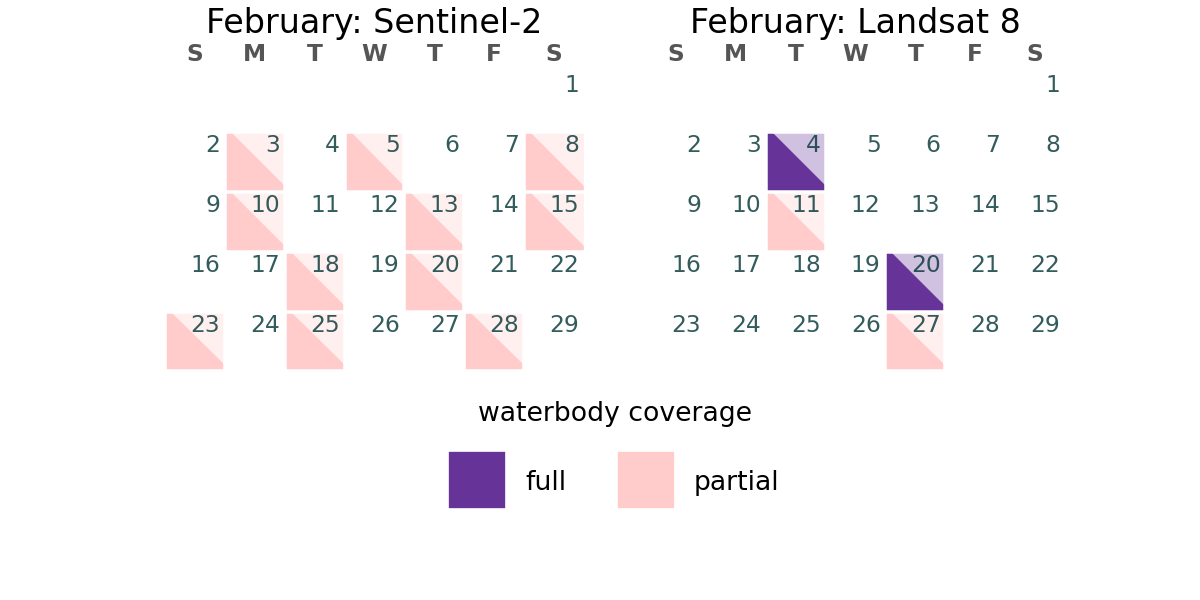 February: Sentinel-2
S M T W T F S
1
2 3 4 5 6 7 8
9 10 11 12 13 14 15
16 17 18 19 20 21 22
23 24 25 26 27 28 29
February: Landsat 8
S M T W T F S
1
2 3 4 5 6 7 8
9 10 11 12 13 14 15
16 17 18 19 20 21 22
23 24 25 26 27 28 29
waterbody coverage
full partial